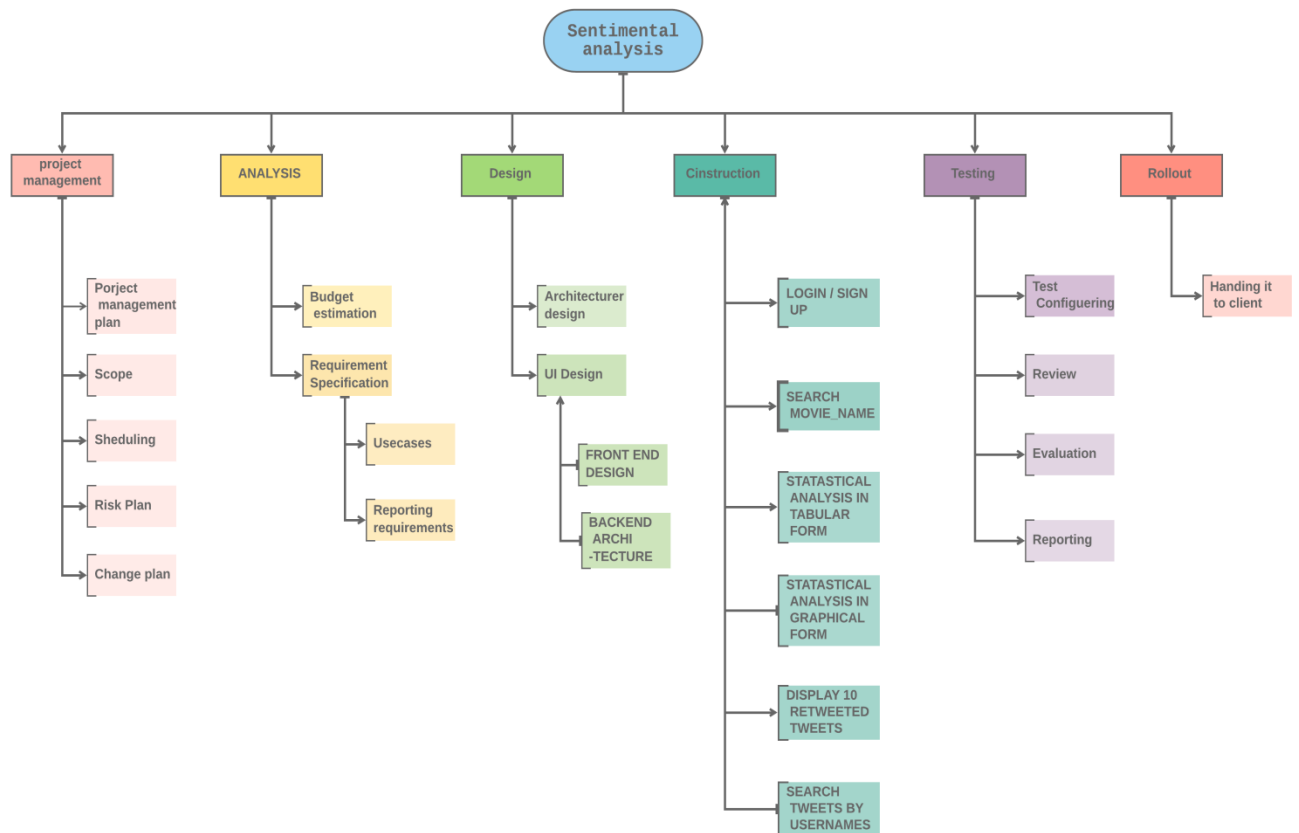 Sentimental
analysis
project
management
ANALYSIS
Design
Cinstruction
Testing
Rollout
Porject
management
plan
Scope
Sheduling
Risk Plan
Change plan
Budget
estimation
Requirement
Specification
Usecases
Reporting
requirements
Architecturer
design
UI Design
FRONT END
DESIGN
BACKEND
ARCHI
-TECTURE
LOGIN / SIGN
UP
SEARCH
MOVIE_NAME
STATASTICAL
ANALYSIS IN
TABULAR
FORM
STATASTICAL
ANALYSIS IN
GRAPHICAL
FORM
DISPLAY 10
RETWEETED
TWEETS
SEARCH
TWEETS BY
USERNAMES
Test
Configuering
Review
Evaluation
Reporting
Handing it
to client